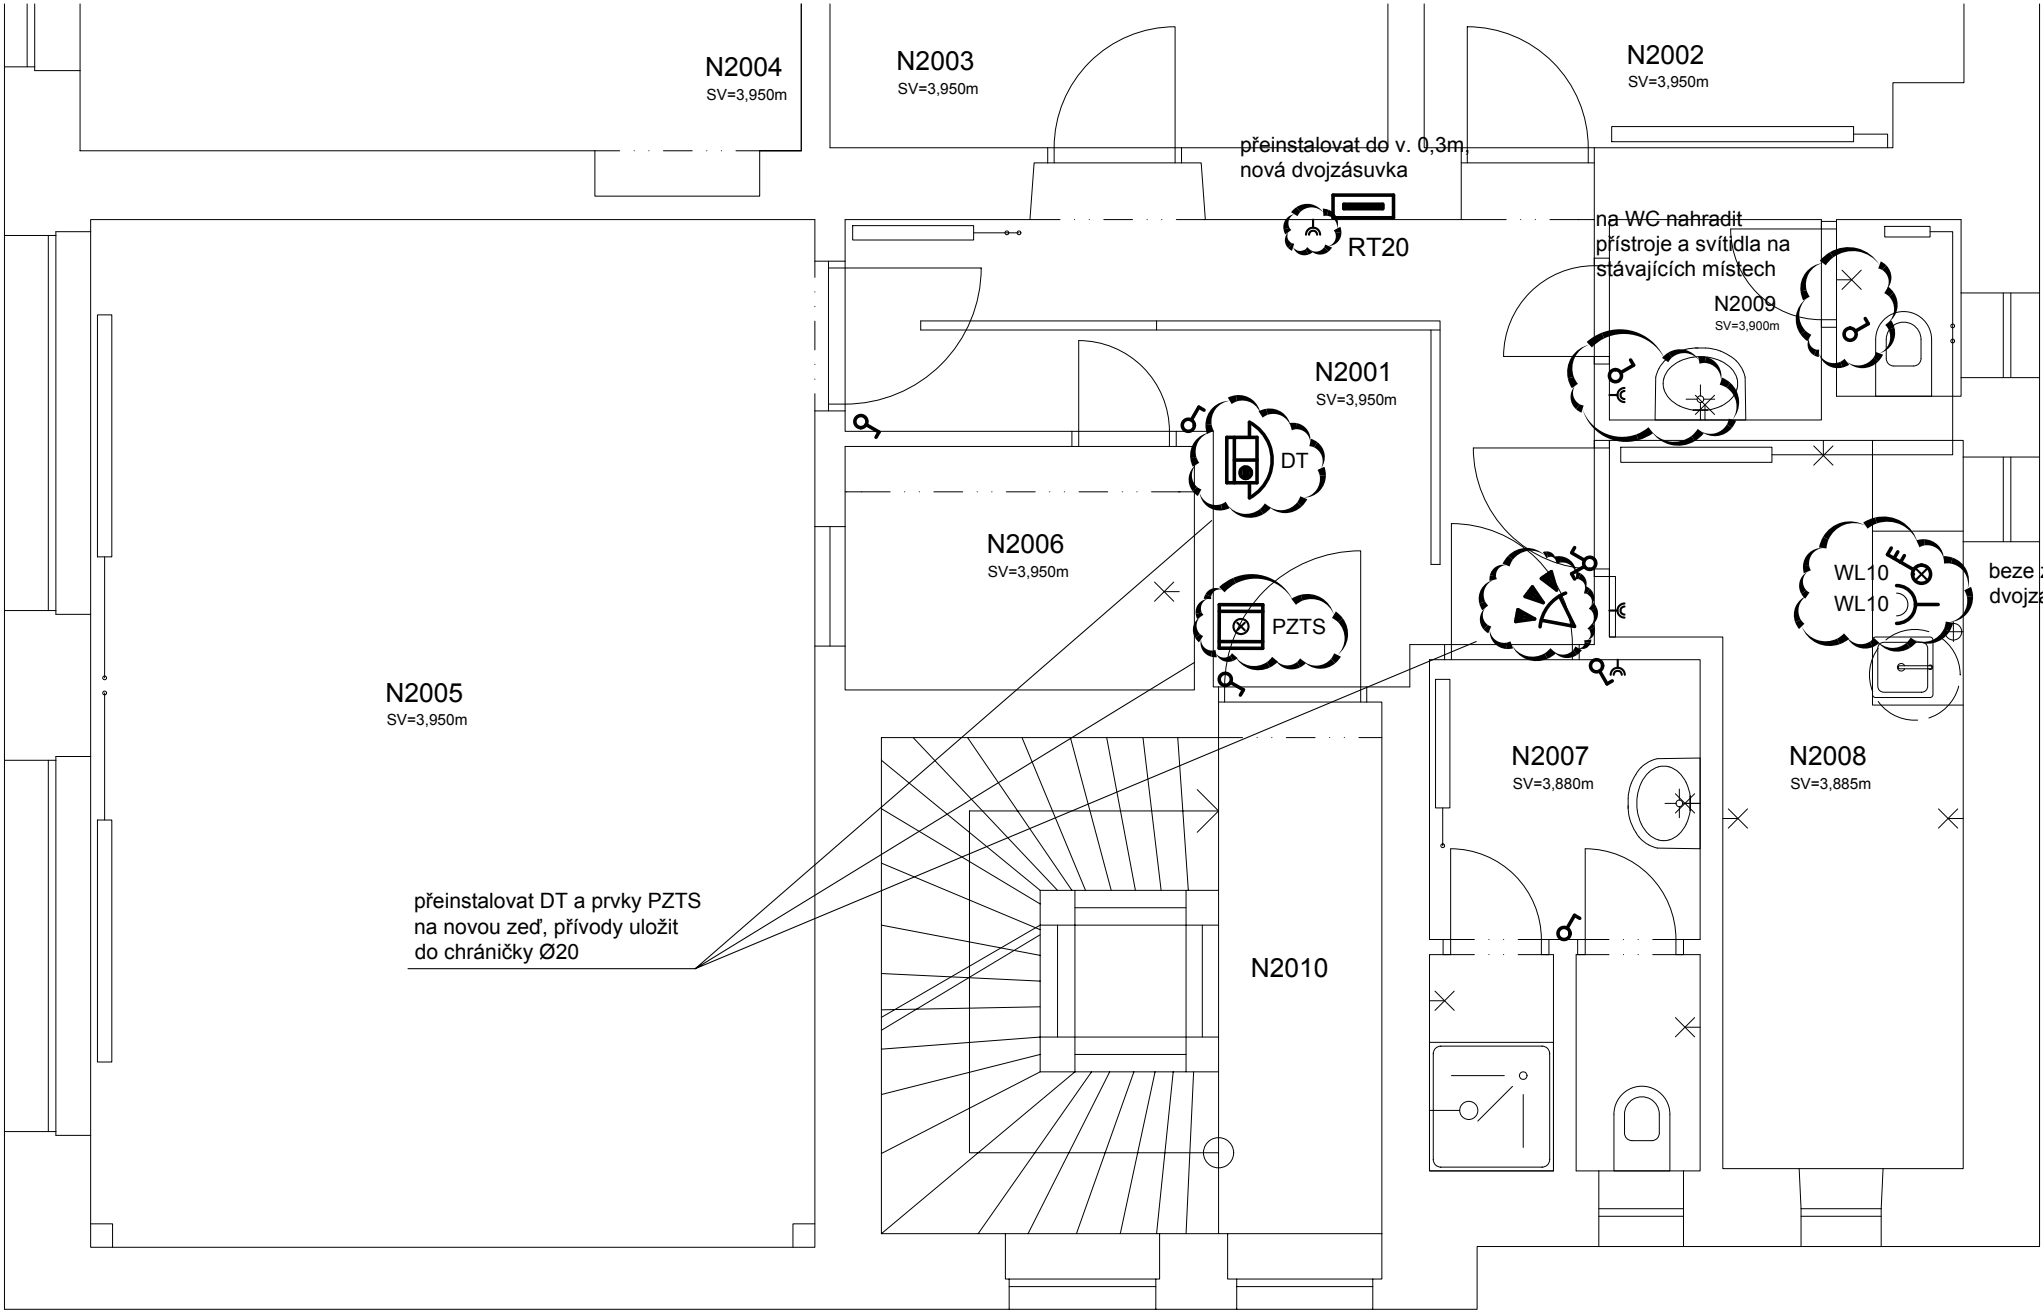 N2004
SV=3,950m
N2003
SV=3,950m
N2002
SV=3,950m
přeinstalovat do v. 0,3m,
nová dvojzásuvka
RT20
na WC nahradit
přístroje a svítidla na
stávajících místech
N2009
SV=3,900m
N2001
SV=3,950m
DT
N2006
SV=3,950m
PZTS
WL10
WL10
beze
N2005
SV=3,950m
N2007
SV=3,880m
N2008
SV=3,885m
přeinstalovat DT a prvky PZTS
na novou zeď, přívody uložit
do chráničky Ø20
N2010